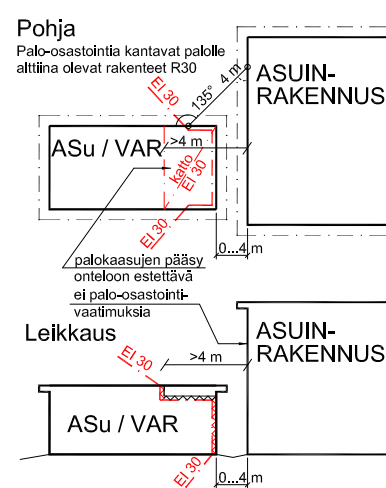 Pohja
Palo-osastointia kantavat palolle
alttiina olevat rakenteet R30
EI 30
135°
4 m
ASUIN-
RAKENNUS
ASu / VAR
>4 m
katto
EI 30
EI 30
0...4 m
palokaasujen pääsy
onteloon estettävä
ei palo-osastointi-
vaatimuksia
Leikkaus
EI 30
>4 m
ASUIN-
RAKENNUS
ASu / VAR
EI 30
0...4 m